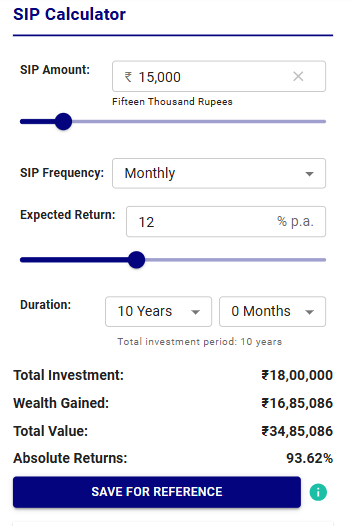 SIP Calculator
SIP Amount: ₹ 15,000
Fifteen Thousand Rupees
SIP Frequency: Monthly
Expected Return: 12 % p.a.
Duration: 10 Years 0 Months
Total investment period: 10 years
Total Investment: ₹18,00,000
Wealth Gained: ₹16,85,086
Total Value: ₹34,85,086
Absolute Returns: 93.62%
SAVE FOR REFERENCE i